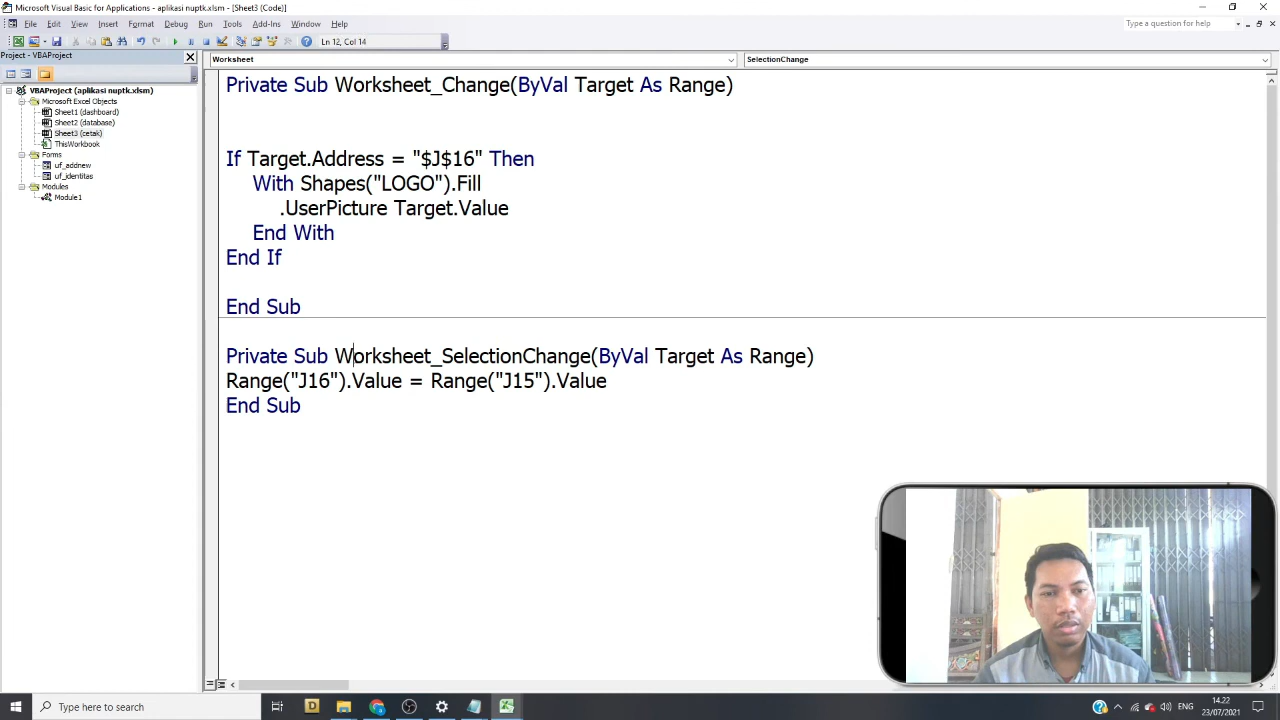 Microsoft Visual Basic for Applications - aplikasi nuptk.xlsm - [Sheet3 (Code)]
File Edit View Insert Format Debug Run Tools Add-Ins Window Help
Type a question for help
Ln 12, Col 14
Project - VBAProject
Worksheet
SelectionChange
VBAProject (aplikasi nuptk.xlsm)
Microsoft Excel Objects
Sheet1 (dashboard)
Sheet2 (database)
Sheet3 (cetak)
ThisWorkbook
Forms
uf_addnew
uf_identitas
Modules
Module1
Private Sub Worksheet_Change(ByVal Target As Range)
If Target.Address = "$J$16" Then
With Shapes("LOGO").Fill
.UserPicture Target.Value
End With
End If
End Sub
Private Sub Worksheet_SelectionChange(ByVal Target As Range)
Range("J16").Value = Range("J15").Value
End Sub
Type here to search
ENG
14.22
23/07/2021